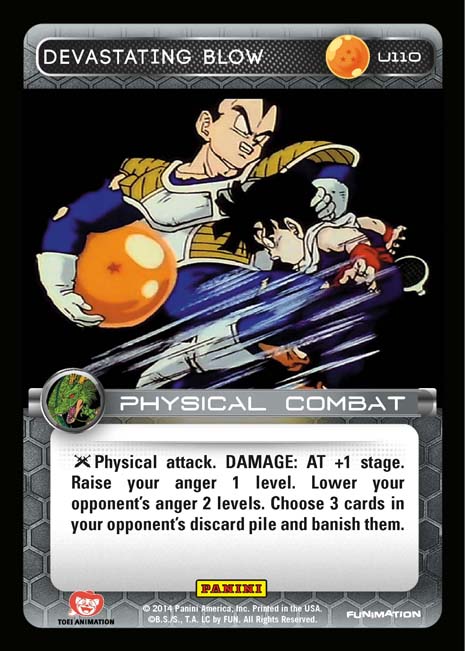 DEVASTATING BLOW
U110
PHYSICAL COMBAT
Physical attack. DAMAGE: AT +1 stage.
Raise your anger 1 level. Lower your
opponent's anger 2 levels. Choose 3 cards in
your opponent's discard pile and banish them.
PANINI
TOEI ANIMATION
© 2014 Panini America, Inc. Printed in the USA.
©B.S./S., T.A. LC by FUN. All Rights Reserved.
FUNIMATION